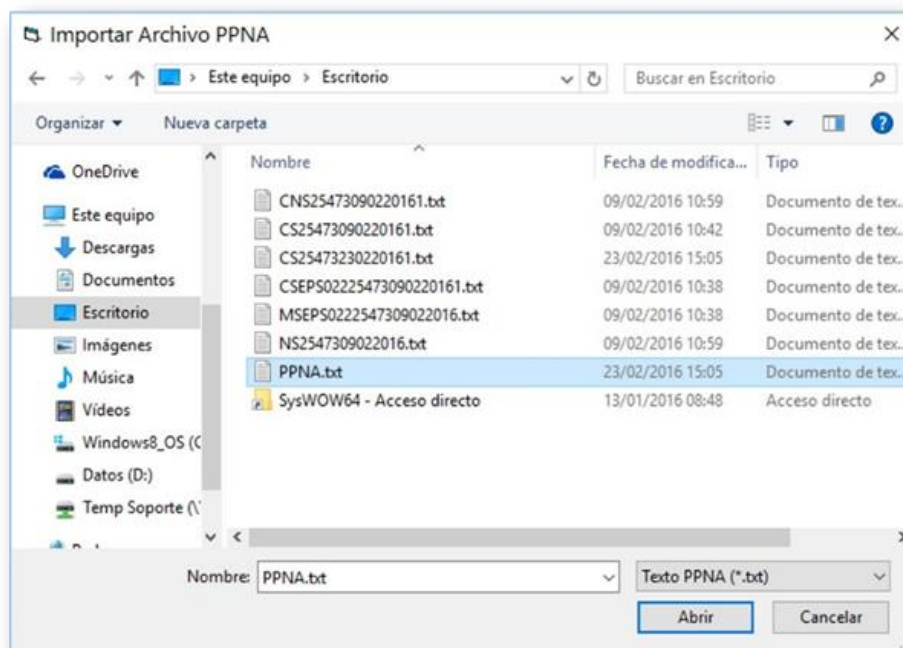 Importar Archivo PPNA
Este equipo > Escritorio
Buscar en Escritorio
Organizar
Nueva carpeta
OneDrive
Este equipo
Descargas
Documentos
Escritorio
Imágenes
Música
Vídeos
Windows8_OS (C
Datos (D:)
Temp Soporte (\
Nombre Fecha de modifica... Tipo
CNS25473090220161.txt 09/02/2016 10:59 Documento de tex..
CS25473090220161.txt 09/02/2016 10:42 Documento de tex..
CS25473230220161.txt 23/02/2016 15:05 Documento de tex..
CSEPS02225473090220161.txt 09/02/2016 10:38 Documento de tex..
MSEPS0222547309022016.txt 09/02/2016 10:38 Documento de tex..
NS2547309022016.txt 09/02/2016 10:59 Documento de tex..
PPNA.txt 23/02/2016 15:05 Documento de tex..
SysWOW64 - Acceso directo 13/01/2016 08:48 Acceso directo
Nombre: PPNA.txt
Texto PPNA (*.txt)
Abrir
Cancelar